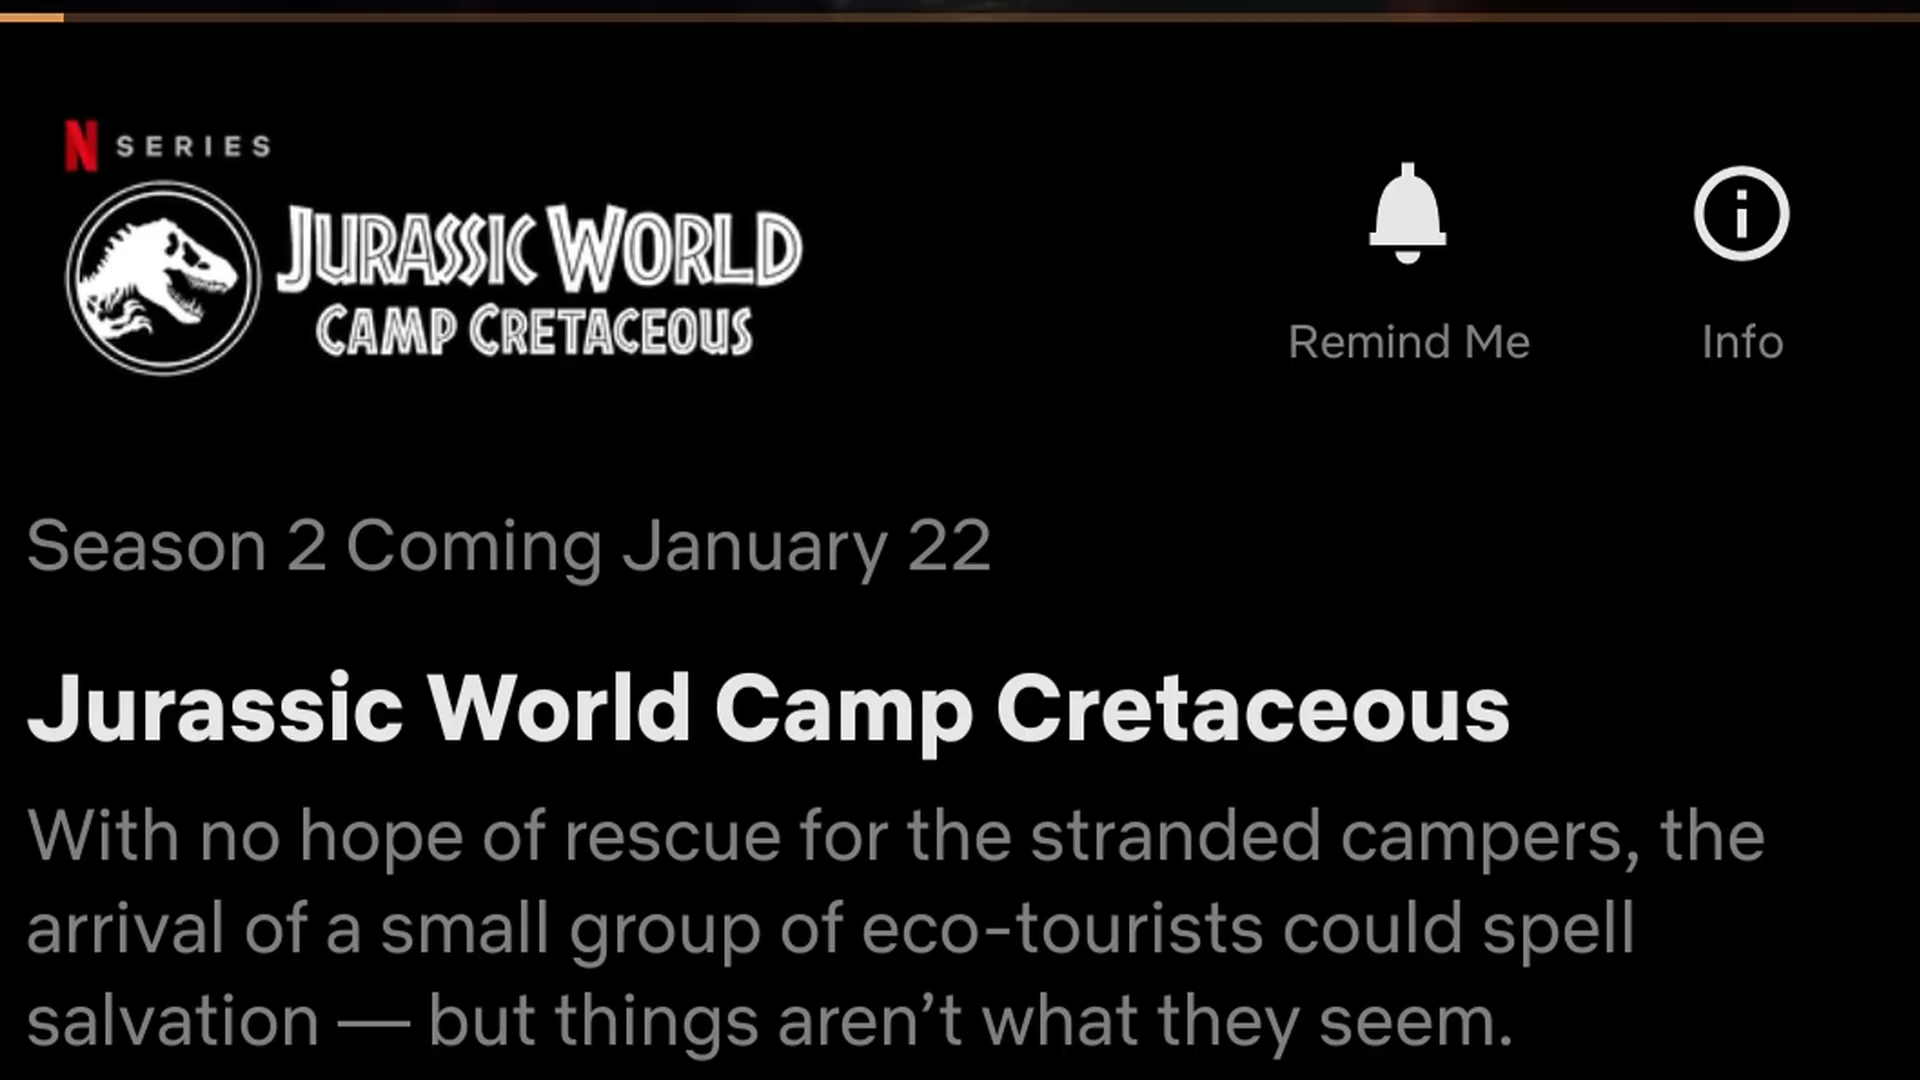 N SERIES
JURASSIC WORLD
CAMP CRETACEOUS
Remind Me
Info
Season 2 Coming January 22
Jurassic World Camp Cretaceous
With no hope of rescue for the stranded campers, the
arrival of a small group of eco-tourists could spell
salvation — but things aren’t what they seem.